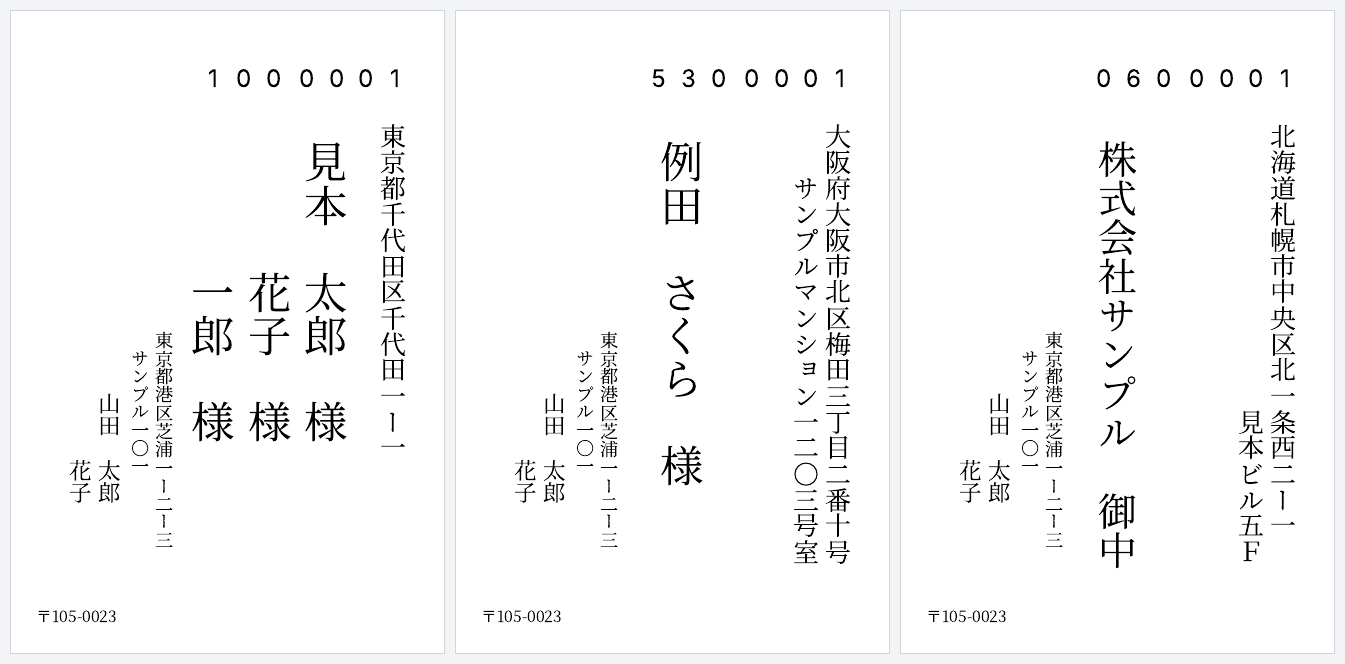 1000001
東京都千代田区千代田一ー一
見本　太郎　様
花子　様
一郎　様
東京都港区芝浦一ー二ー三
サンプル一〇一
山田　太郎
花子
〒105-0023
5300001
大阪府大阪市北区梅田三丁目二番十号
サンプルマンション一二〇三号室
例田　さくら　様
東京都港区芝浦一ー二ー三
サンプル一〇一
山田　太郎
花子
〒105-0023
0600001
北海道札幌市中央区北一条西二ー一
見本ビル五F
株式会社サンプル　御中
東京都港区芝浦一ー二ー三
サンプル一〇一
山田　太郎
花子
〒105-0023